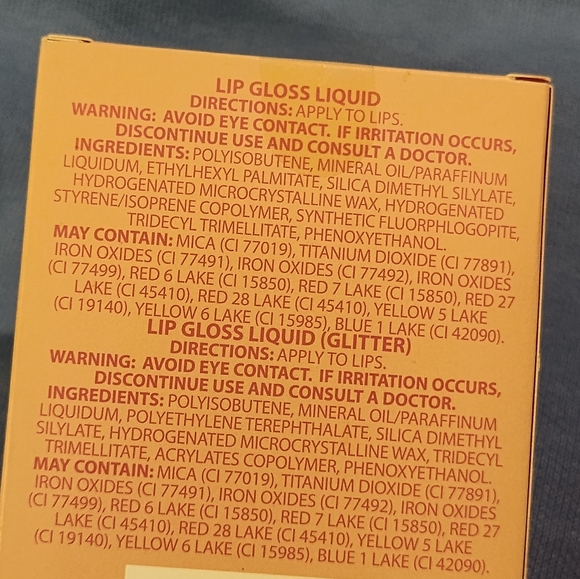 LIP GLOSS LIQUID
DIRECTIONS: APPLY TO LIPS.
WARNING: AVOID EYE CONTACT. IF IRRITATION OCCURS,
DISCONTINUE USE AND CONSULT A DOCTOR.
INGREDIENTS: POLYISOBUTENE, MINERAL OIL/PARAFFINUM
LIQUIDUM, ETHYLHEXYL PALMITATE, SILICA DIMETHYL SILYLATE,
HYDROGENATED MICROCRYSTALLINE WAX, HYDROGENATED
STYRENE/ISOPRENE COPOLYMER, SYNTHETIC FLUORPHLOGOPITE,
TRIDECYL TRIMELLITATE, PHENOXYETHANOL.
MAY CONTAIN: MICA (CI 77019), TITANIUM DIOXIDE (CI 77891),
IRON OXIDES (CI 77491), IRON OXIDES (CI 77492), IRON OXIDES
(CI 77499), RED 6 LAKE (CI 15850), RED 7 LAKE (CI 15850), RED 27
LAKE (CI 45410), RED 28 LAKE (CI 45410), YELLOW 5 LAKE
(CI 19140), YELLOW 6 LAKE (CI 15985), BLUE 1 LAKE (CI 42090).
LIP GLOSS LIQUID (GLITTER)
DIRECTIONS: APPLY TO LIPS.
WARNING: AVOID EYE CONTACT. IF IRRITATION OCCURS,
DISCONTINUE USE AND CONSULT A DOCTOR.
INGREDIENTS: POLYISOBUTENE, MINERAL OIL/PARAFFINUM
LIQUIDUM, POLYETHYLENE TEREPHTHALATE, SILICA DIMETHYL
SILYLATE, HYDROGENATED MICROCRYSTALLINE WAX, TRIDECYL
TRIMELLITATE, ACRYLATES COPOLYMER, PHENOXYETHANOL.
MAY CONTAIN: MICA (CI 77019), TITANIUM DIOXIDE (CI 77891),
IRON OXIDES (CI 77491), IRON OXIDES (CI 77492), IRON OXIDES
(CI 77499), RED 6 LAKE (CI 15850), RED 7 LAKE (CI 15850), RED 27
LAKE (CI 45410), RED 28 LAKE (CI 45410), YELLOW 5 LAKE
(CI 19140), YELLOW 6 LAKE (CI 15985), BLUE 1 LAKE (CI 42090).